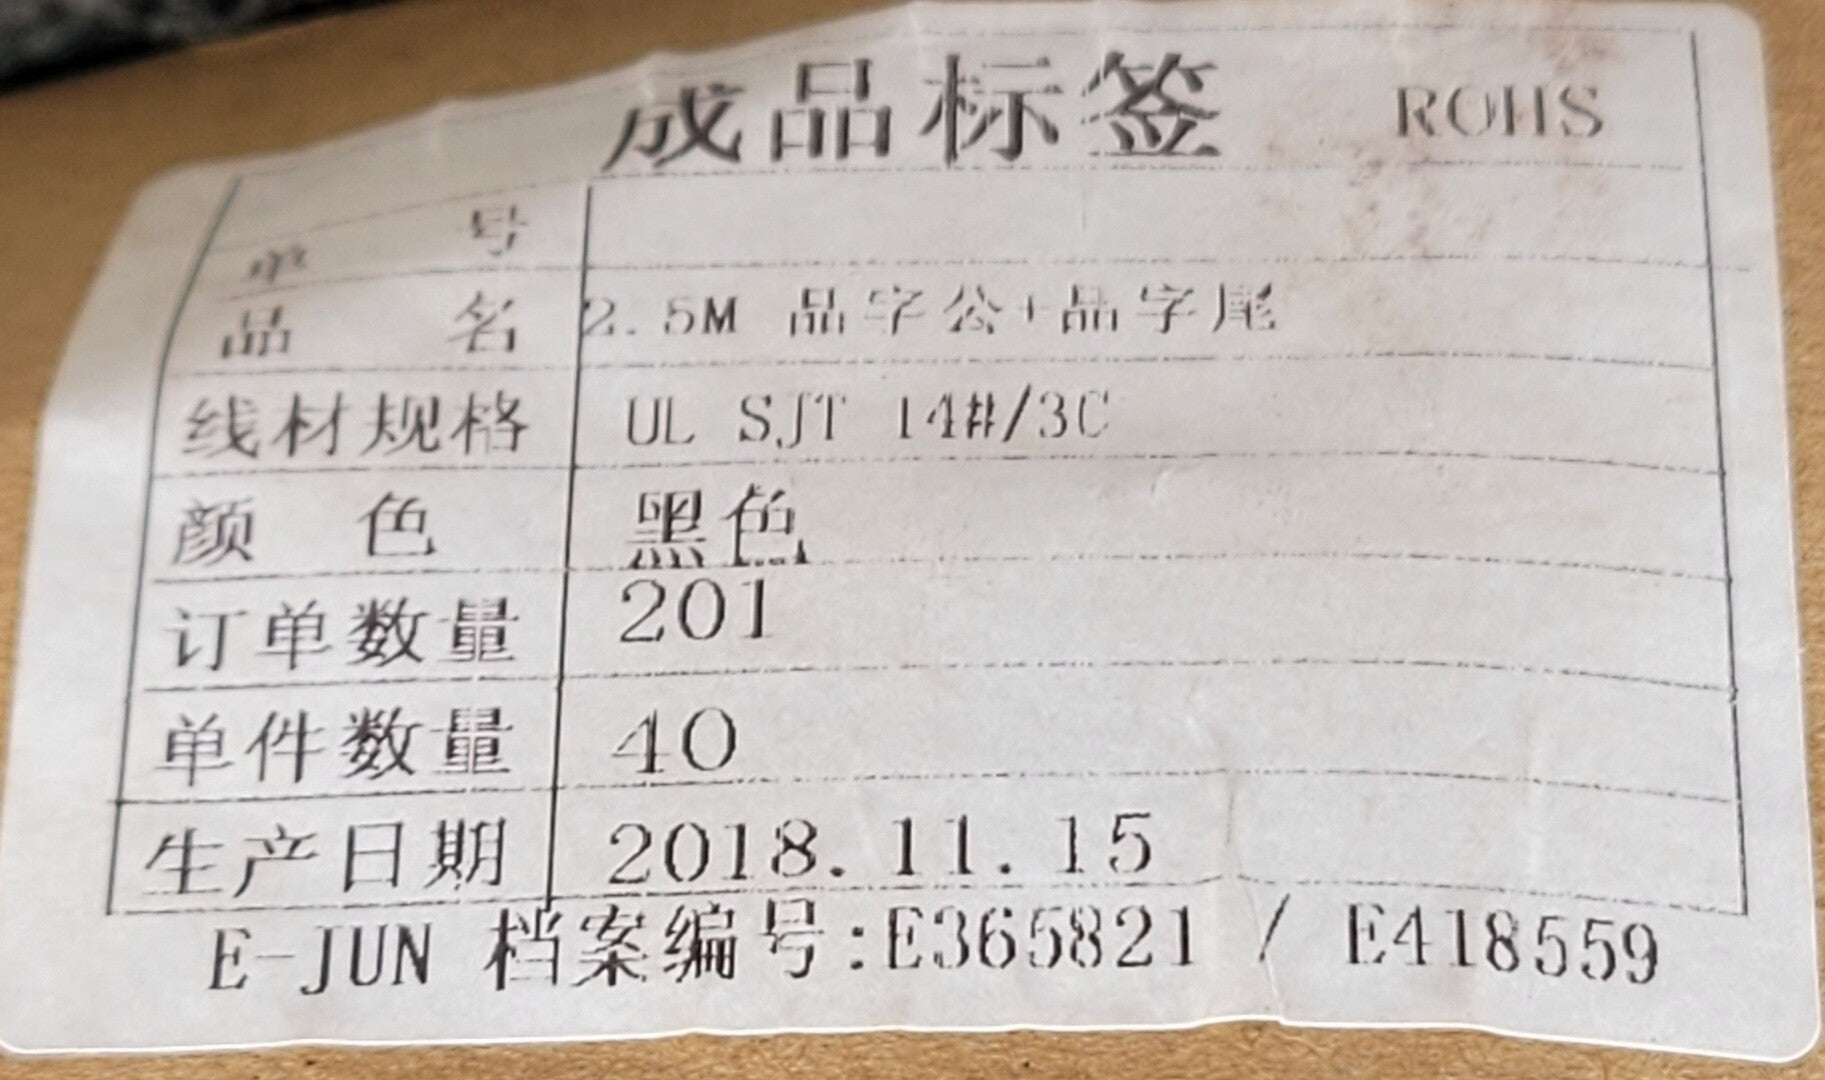 成品标签 ROHS
单 号
品 名 2.5M 品字公+品字尾
线材规格 UL SJT 14#/3C
颜 色 黑色
订单数量 201
单件数量 40
生产日期 2018.11.15
E-JUN 档案编号:E365821 / E418559